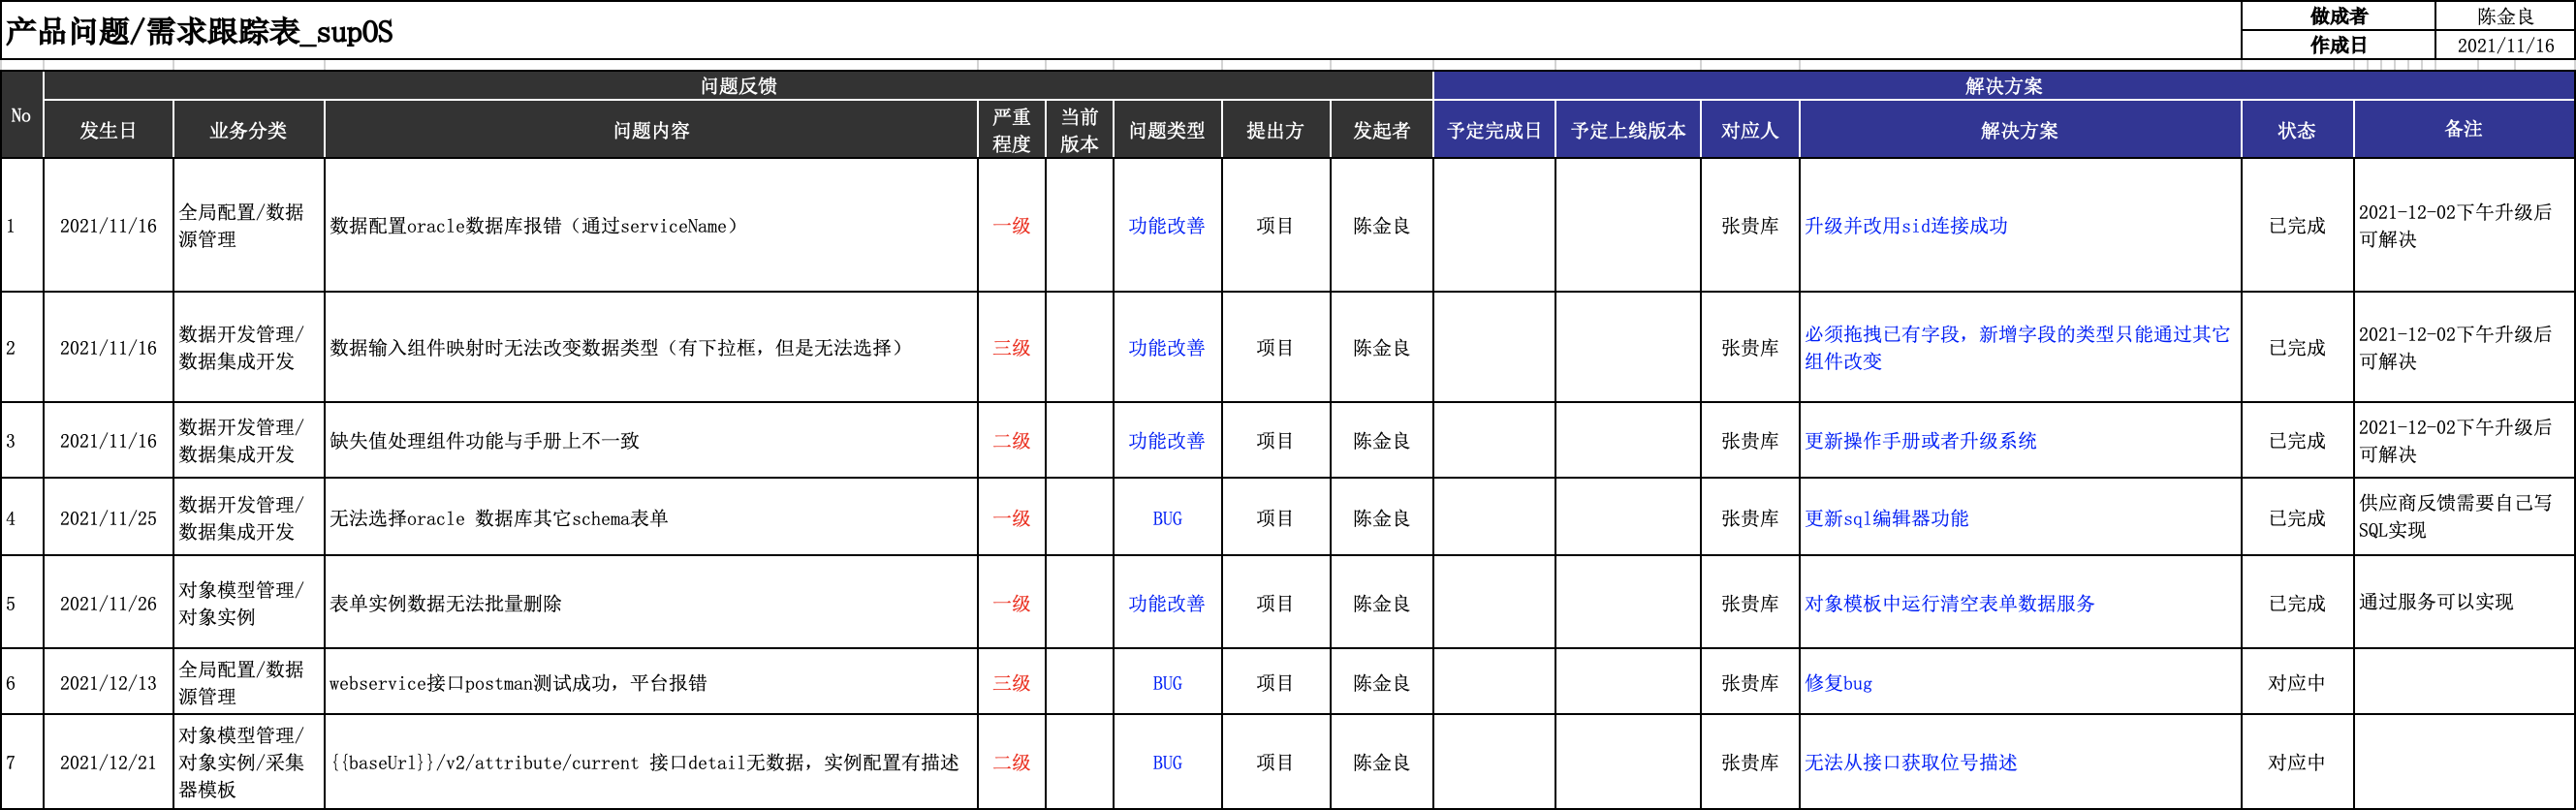 产品问题/需求跟踪表_supOS
做成者 陈金良
作成日 2021/11/16
No 问题反馈 解决方案
发生日 业务分类 问题内容 严重程度 当前版本 问题类型 提出方 发起者 予定完成日 予定上线版本 对应人 解决方案 状态 备注
1 2021/11/16 全局配置/数据源管理 数据配置oracle数据库报错（通过serviceName） 一级 功能改善 项目 陈金良 张贵库 升级并改用sid连接成功 已完成 2021-12-02下午升级后可解决
2 2021/11/16 数据开发管理/数据集成开发 数据输入组件映射时无法改变数据类型（有下拉框，但是无法选择） 三级 功能改善 项目 陈金良 张贵库 必须拖拽已有字段，新增字段的类型只能通过其它组件改变 已完成 2021-12-02下午升级后可解决
3 2021/11/16 数据开发管理/数据集成开发 缺失值处理组件功能与手册上不一致 二级 功能改善 项目 陈金良 张贵库 更新操作手册或者升级系统 已完成 2021-12-02下午升级后可解决
4 2021/11/25 数据开发管理/数据集成开发 无法选择oracle 数据库其它schema表单 一级 BUG 项目 陈金良 张贵库 更新sql编辑器功能 已完成 供应商反馈需要自己写SQL实现
5 2021/11/26 对象模型管理/对象实例 表单实例数据无法批量删除 一级 功能改善 项目 陈金良 张贵库 对象模板中运行清空表单数据服务 已完成 通过服务可以实现
6 2021/12/13 全局配置/数据源管理 webservice接口postman测试成功，平台报错 三级 BUG 项目 陈金良 张贵库 修复bug 对应中
7 2021/12/21 对象模型管理/对象实例/采集器模板 {{baseUrl}}/v2/attribute/current 接口detail无数据，实例配置有描述 二级 BUG 项目 陈金良 张贵库 无法从接口获取位号描述 对应中